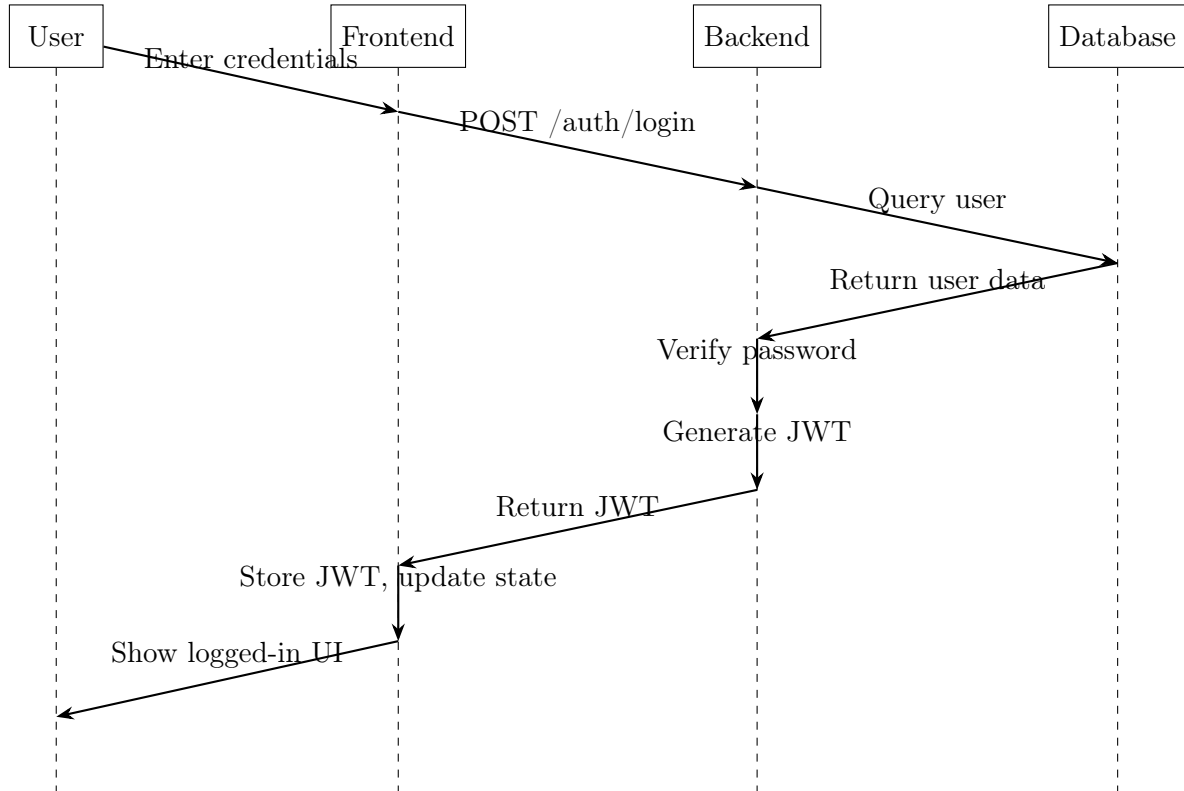 User
Frontend
Backend
Database
Enter credentials
POST /auth/login
Query user
Return user data
Verify password
Generate JWT
Return JWT
Store JWT, update state
Show logged-in UI